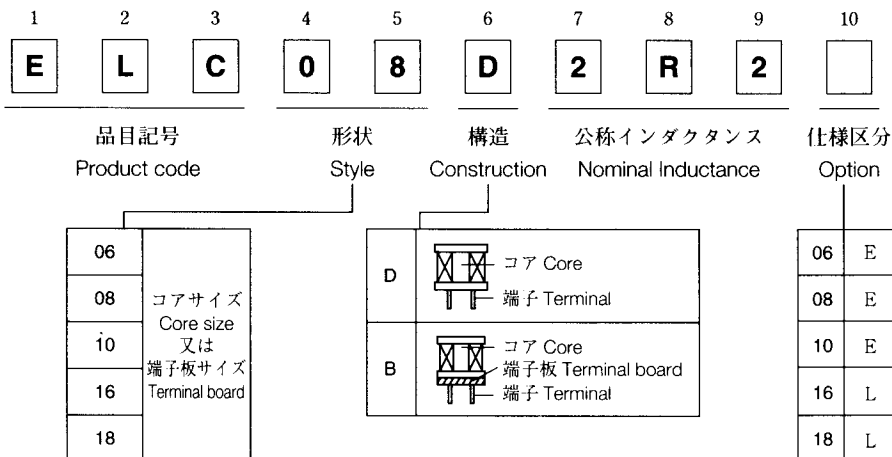 1 2 3 4 5 6 7 8 9 10
E L C 0 8 D 2 R 2
品目記号 形状 構造 公称インダクタンス 仕様区分
Product code Style Construction Nominal Inductance Option
06
08
10
16
18
コアサイズ
Core size
又は
端子板サイズ
Terminal board
D
コア Core
端子 Terminal
B
コア Core
端子板 Terminal board
端子 Terminal
06 E
08 E
10 E
16 L
18 L